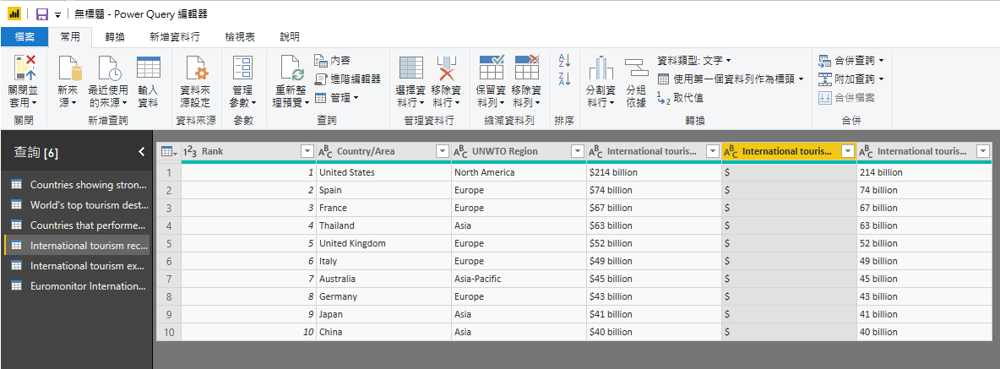 無標題 - Power Query 編輯器
檔案 常用 轉換 新增資料行 檢視表 說明
關閉並套用 新來源 最近使用的來源 輸入資料 資料來源設定 管理參數 重新整理預覽 內容 進階編輯器 管理 選擇資料行 移除資料行 保留資料列 移除資料列 分割資料行 分組依據 資料類型: 文字 使用第一個資料列作為標頭 取代值 合併查詢 附加查詢 合併檔案
關閉 新增查詢 資料來源 參數 查詢 管理資料行 縮減資料列 排序 轉換 合併
查詢 [6]
Countries showing stron...
World's top tourism dest...
Countries that performe...
International tourism rec...
International tourism ex...
Euromonitor Internation...
Rank Country/Area UNWTO Region International touris... International touris... International touris...
1 1 United States North America $214 billion $ 214 billion
2 2 Spain Europe $74 billion $ 74 billion
3 3 France Europe $67 billion $ 67 billion
4 4 Thailand Asia $63 billion $ 63 billion
5 5 United Kingdom Europe $52 billion $ 52 billion
6 6 Italy Europe $49 billion $ 49 billion
7 7 Australia Asia-Pacific $45 billion $ 45 billion
8 8 Germany Europe $43 billion $ 43 billion
9 9 Japan Asia $41 billion $ 41 billion
10 10 China Asia $40 billion $ 40 billion